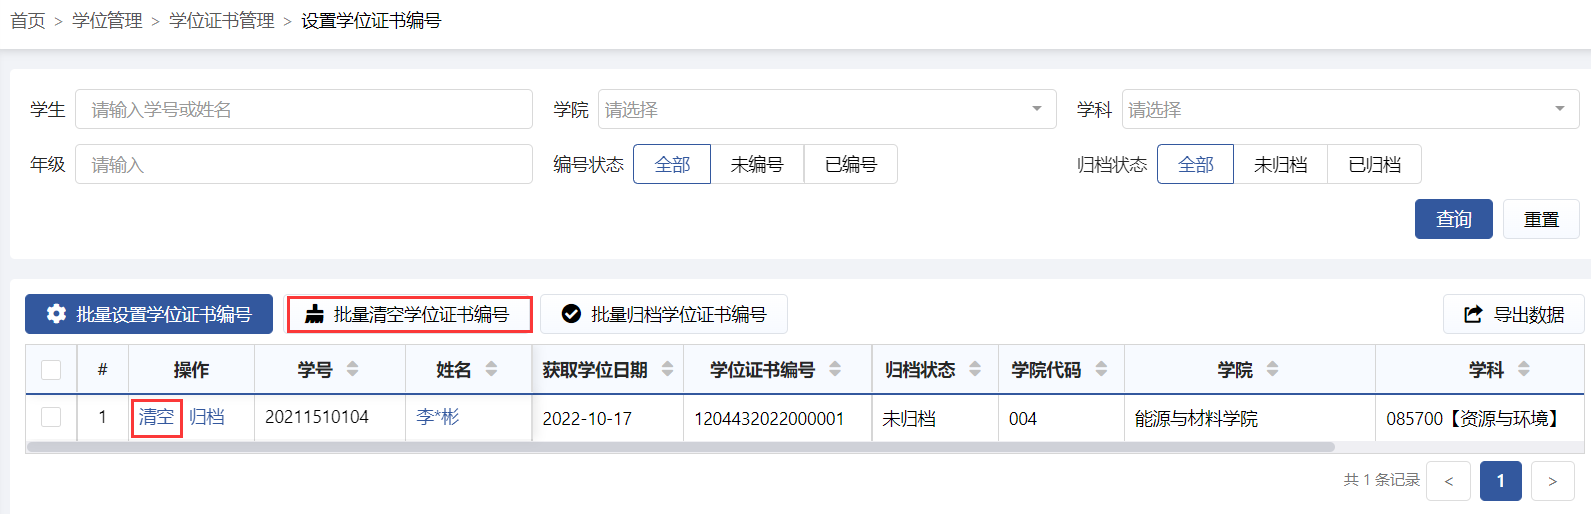 首页 > 学位管理 > 学位证书管理 > 设置学位证书编号
学生 请输入学号或姓名 学院 请选择 学科 请选择
年级 请输入 编号状态 全部 未编号 已编号 归档状态 全部 未归档 已归档
查询 重置
批量设置学位证书编号 批量清空学位证书编号 批量归档学位证书编号 导出数据
# 操作 学号 姓名 获取学位日期 学位证书编号 归档状态 学院代码 学院 学科
1 清空 归档 20211510104 李*彬 2022-10-17 1204432022000001 未归档 004 能源与材料学院 085700【资源与环境】
共 1 条记录 < 1 >